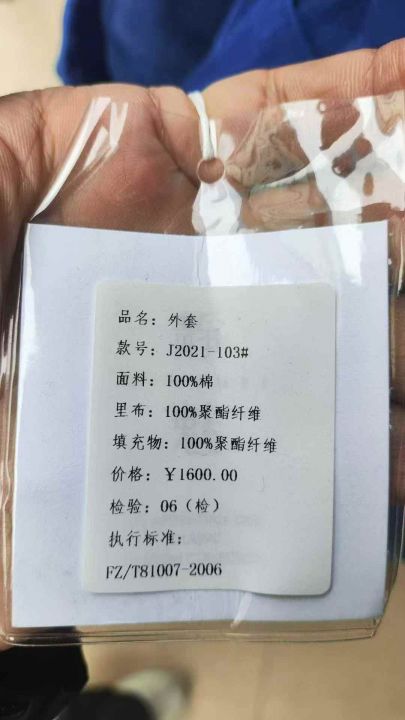 品名：外套
款号：J2021-103#
面料：100%棉
里布：100%聚酯纤维
填充物：100%聚酯纤维
价格：￥1600.00
检验：06（检）
执行标准：
FZ/T81007-2006